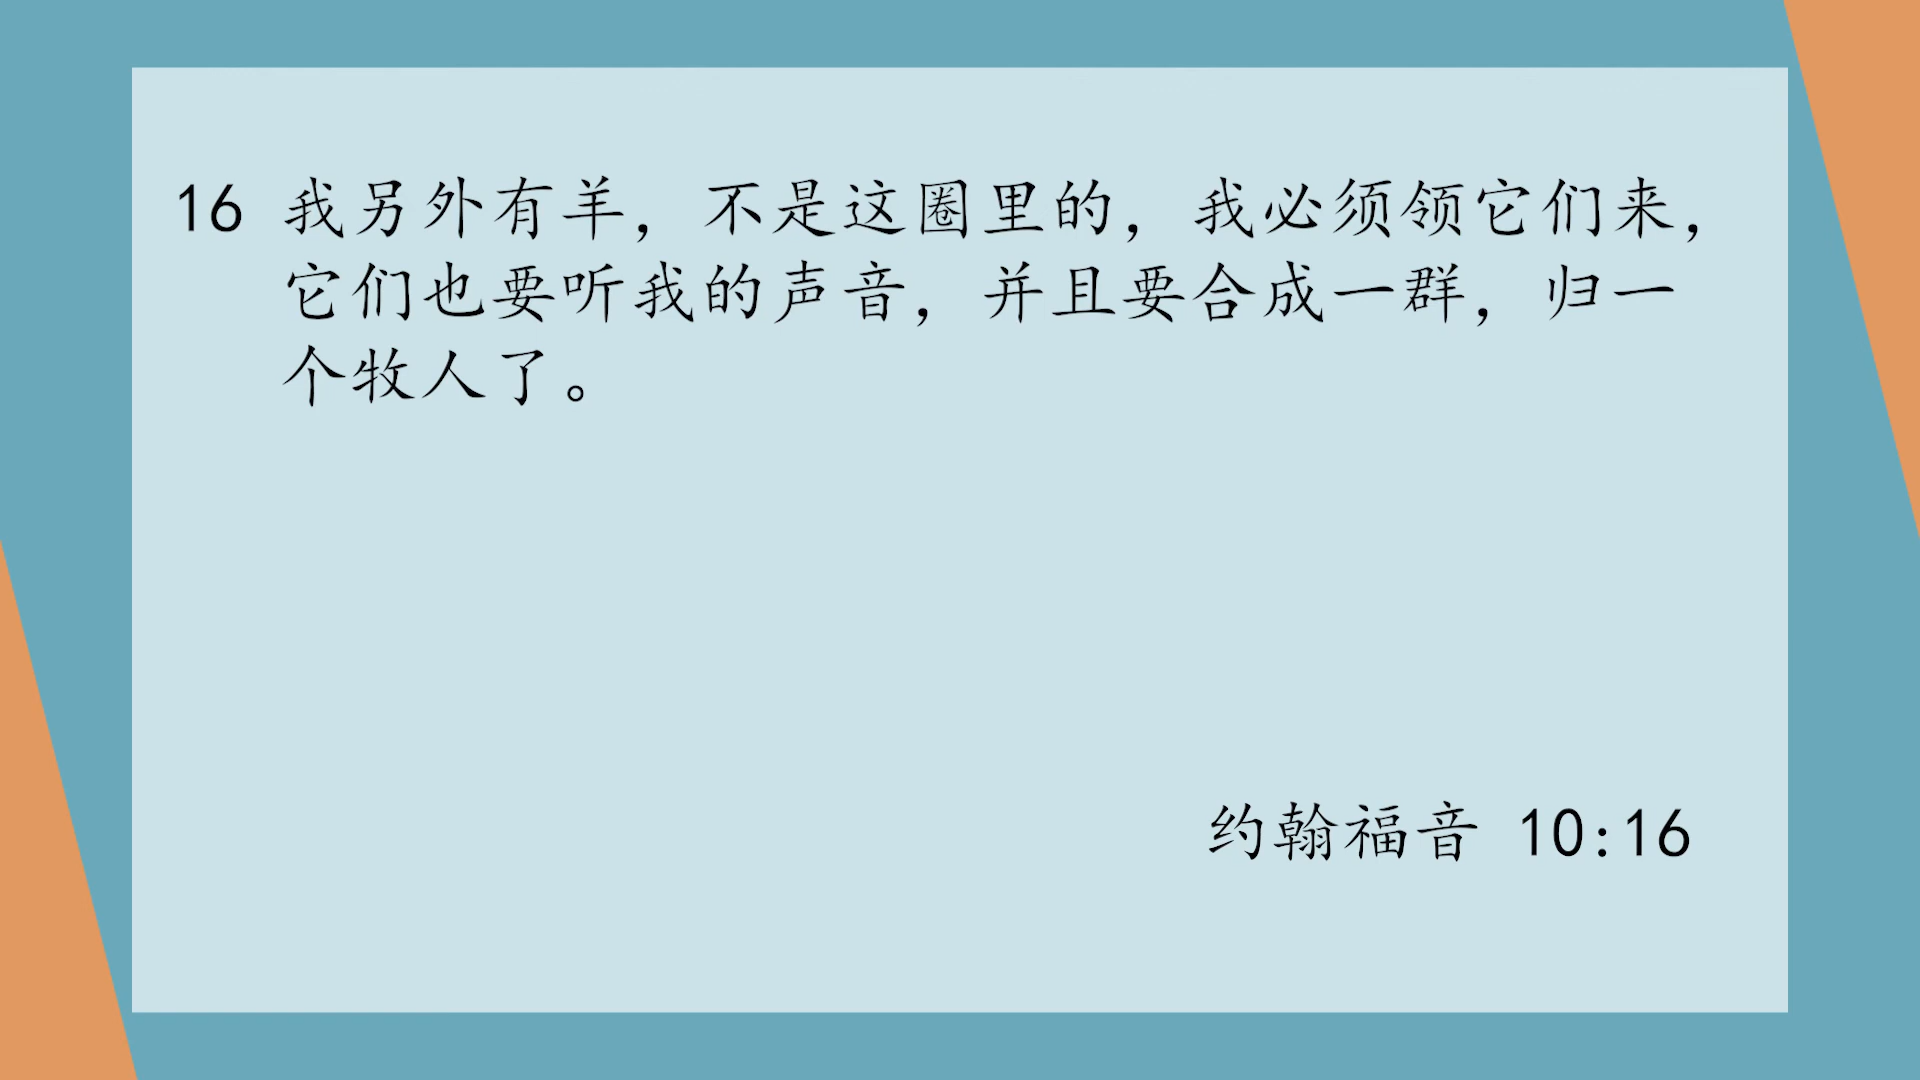 16 我另外有羊，不是这圈里的，我必须领它们来，
它们也要听我的声音，并且要合成一群，归一
个牧人了。
约翰福音 10:16